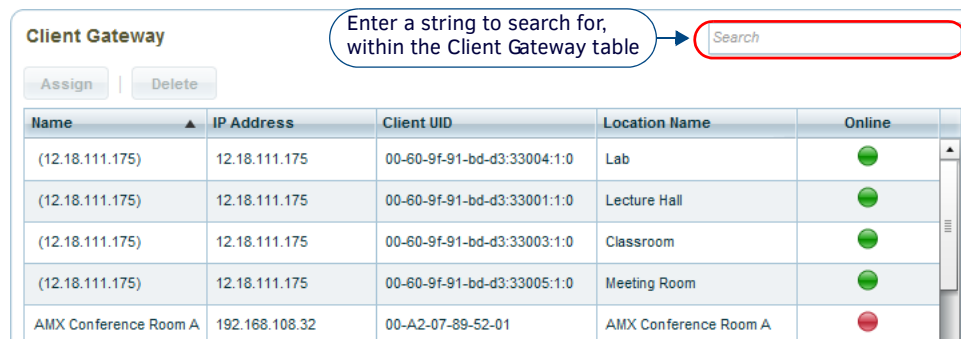 Client Gateway
Enter a string to search for,
within the Client Gateway table
Search
Assign | Delete
Name ▲ IP Address Client UID Location Name Online
(12.18.111.175) 12.18.111.175 00-60-9f-91-bd-d3:33004:1:0 Lab
(12.18.111.175) 12.18.111.175 00-60-9f-91-bd-d3:33001:1:0 Lecture Hall
(12.18.111.175) 12.18.111.175 00-60-9f-91-bd-d3:33003:1:0 Classroom
(12.18.111.175) 12.18.111.175 00-60-9f-91-bd-d3:33005:1:0 Meeting Room
AMX Conference Room A 192.168.108.32 00-A2-07-89-52-01 AMX Conference Room A